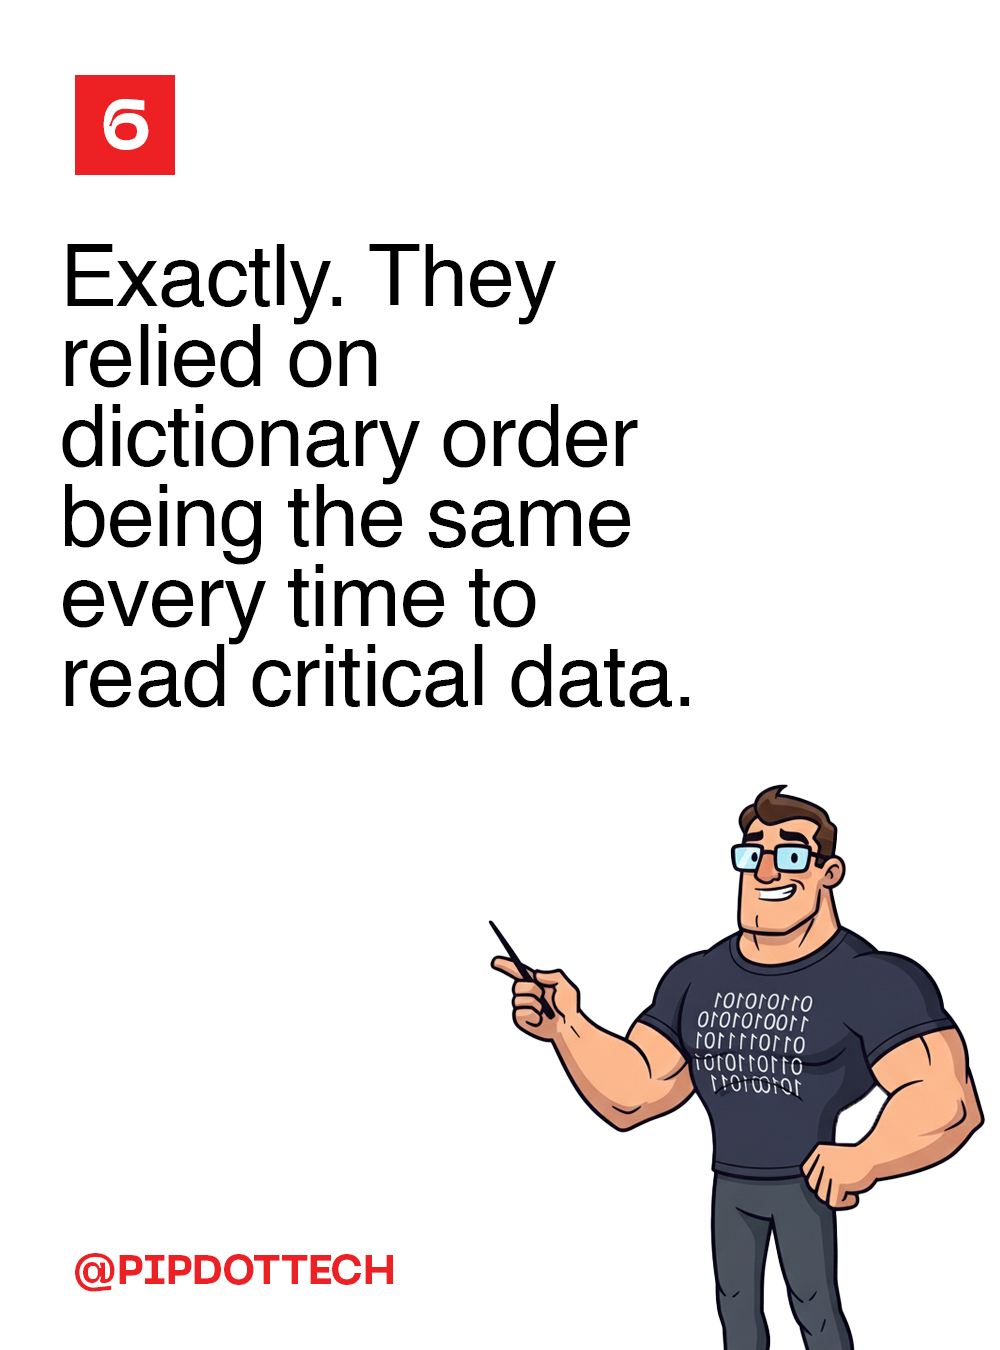 6
Exactly. They
relied on
dictionary order
being the same
every time to
read critical data.
@PIPDOTTECH